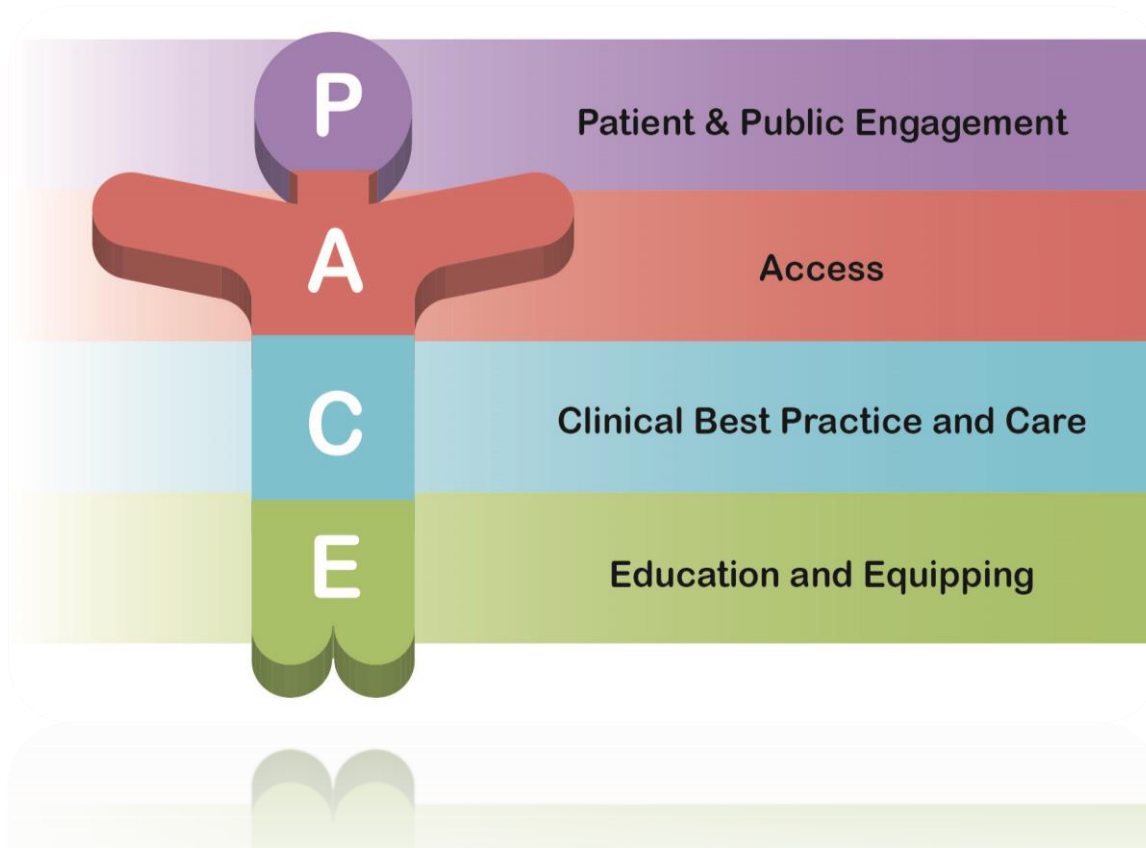 P
Patient & Public Engagement
A
Access
C
Clinical Best Practice and Care
E
Education and Equipping